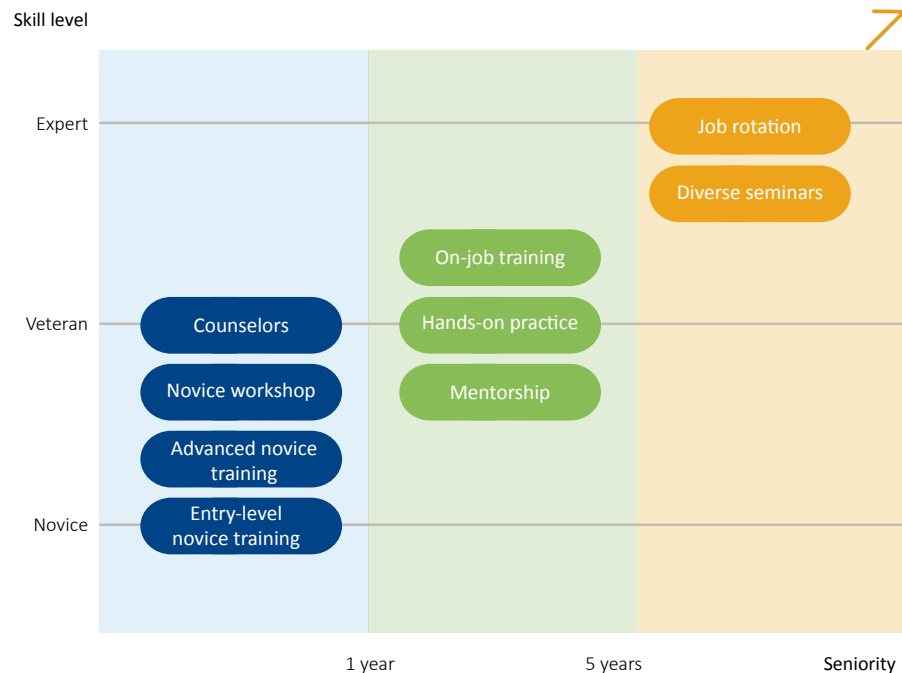 Skill level
Expert
Job rotation
Diverse seminars
On-job training
Veteran
Counselors
Hands-on practice
Novice workshop
Mentorship
Advanced novice
training
Novice
Entry-level
novice training
1 year
5 years
Seniority